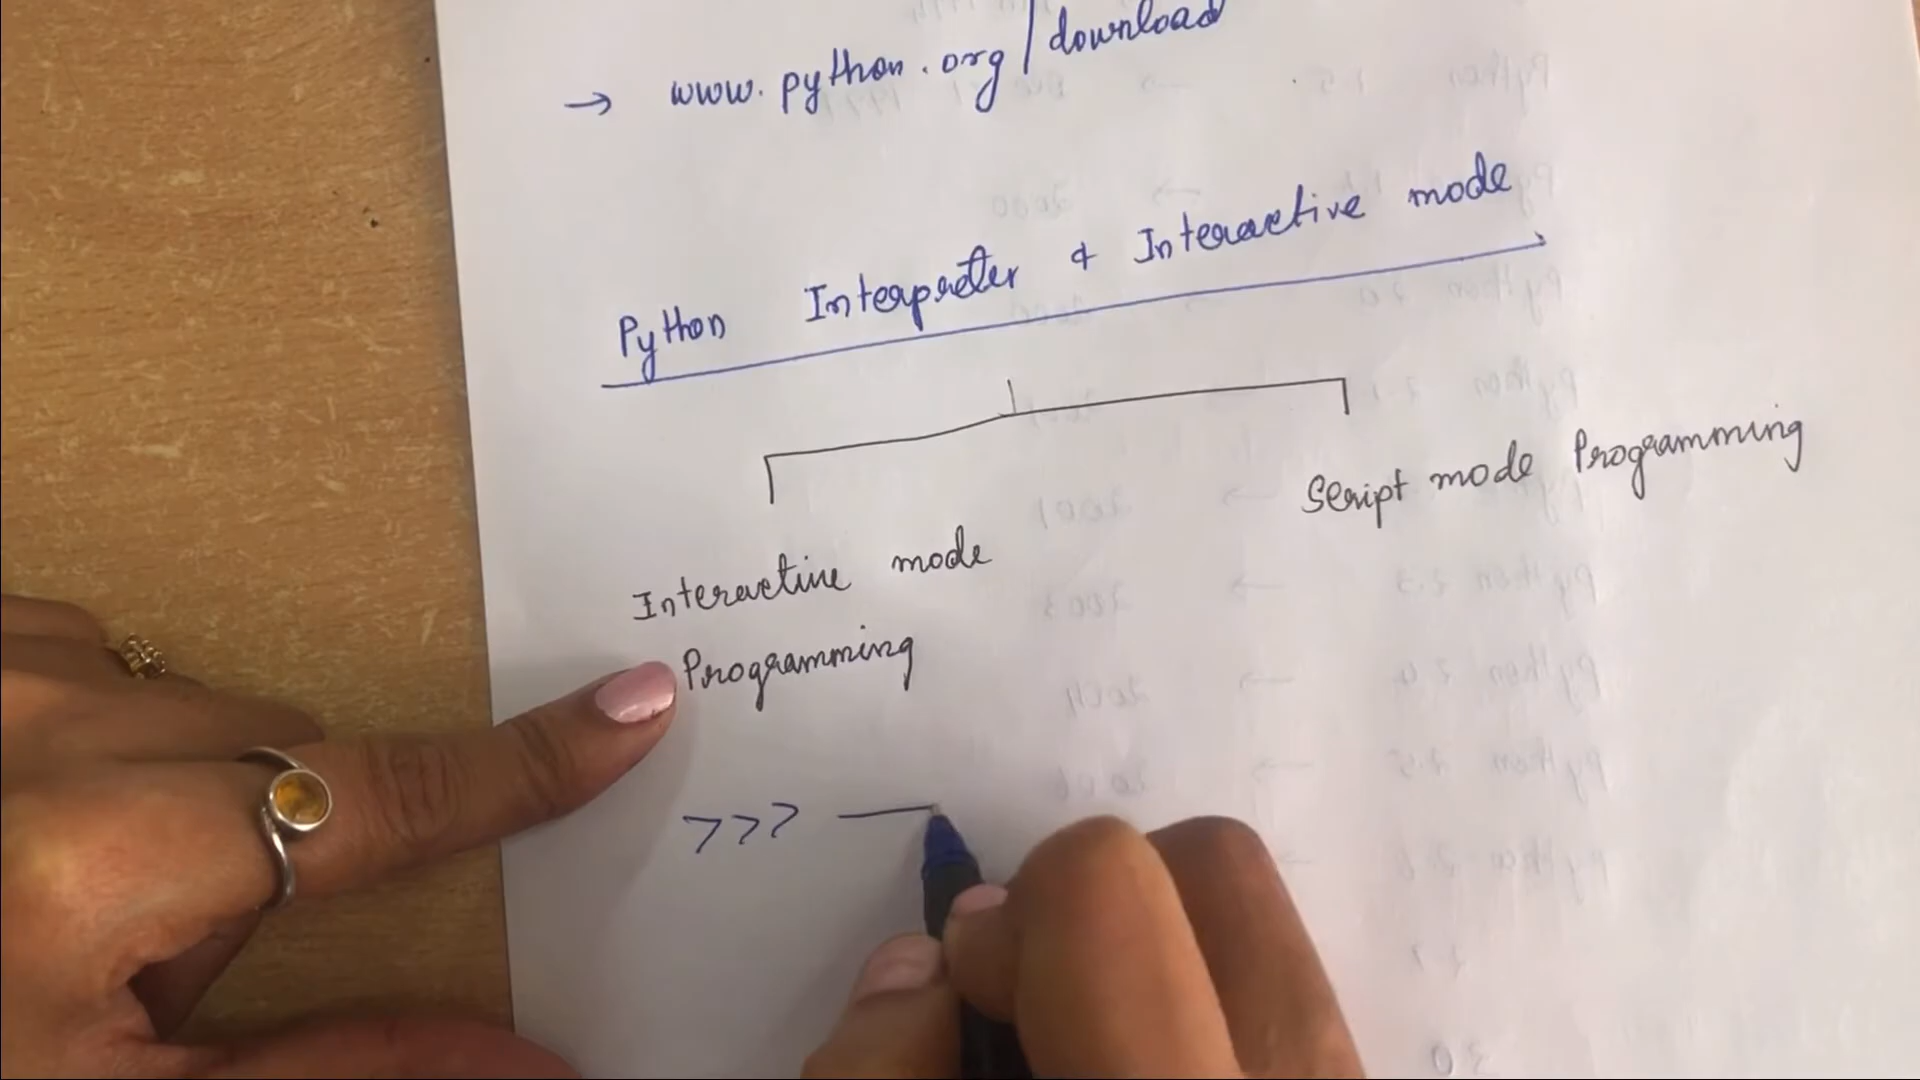 → www.python.org/download
Python Interpreter & Interactive mode
Script mode Programming
Interactive mode
Programming
>>> —